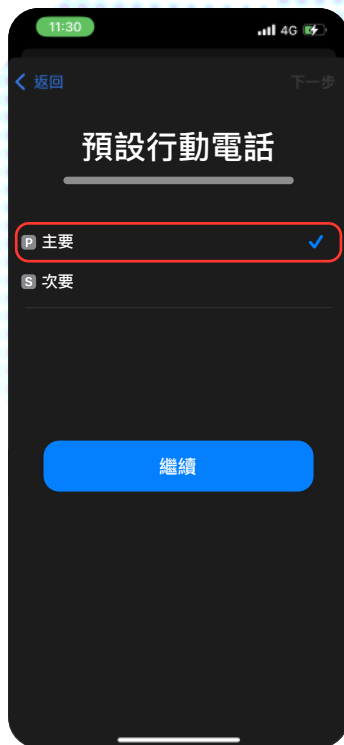 11:30 4G
返回 下一步
預設行動電話
P 主要
S 次要
繼續